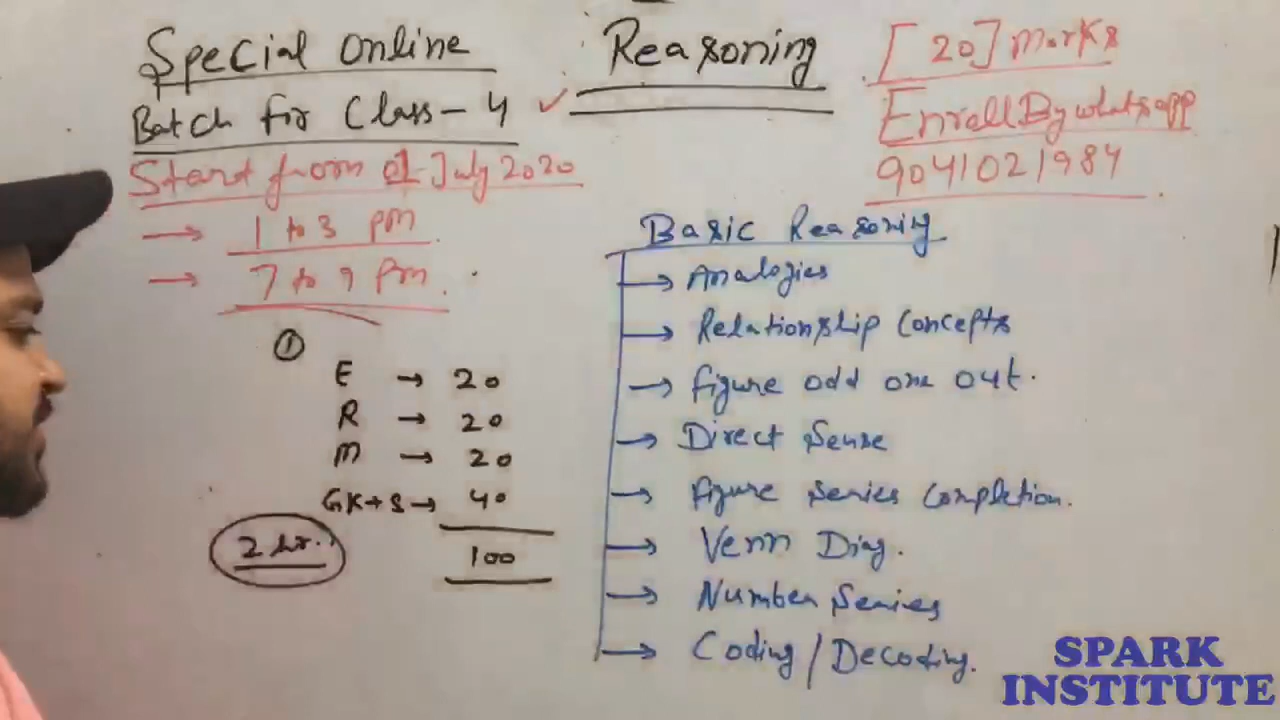 Special Online
Batch for Class - 4 ✓
Start from 01 July 2020
→ 1 to 3 pm
→ 7 to 9 pm.
①
E → 20
R → 20
M → 20
GK+S → 40
2 hr.
100
Reasoning
[20] Marks
Enroll By whatsapp
9041021984
Basic Reasoning
→ Analogies
→ Relationship Concepts
→ figure odd one out.
→ Direct Sense
→ figure series completion.
→ Venn Diag.
→ Number Series
→ Coding / Decoding.
SPARK
INSTITUTE